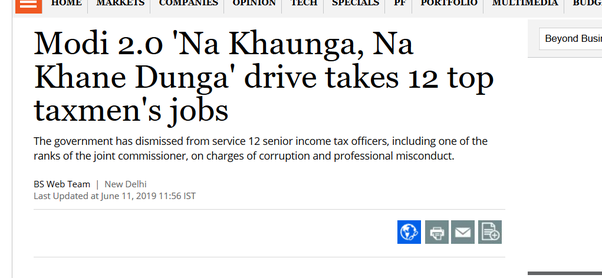 HOME MARKETS COMPANIES OPINION TECH SPECIALS PF PORTFOLIO MULTIMEDIA BUDG
Modi 2.0 'Na Khaunga, Na
Khane Dunga' drive takes 12 top
taxmen's jobs
Beyond Busi
The government has dismissed from service 12 senior income tax officers, including one of the
ranks of the joint commissioner, on charges of corruption and professional misconduct.
BS Web Team | New Delhi
Last Updated at June 11, 2019 11:56 IST